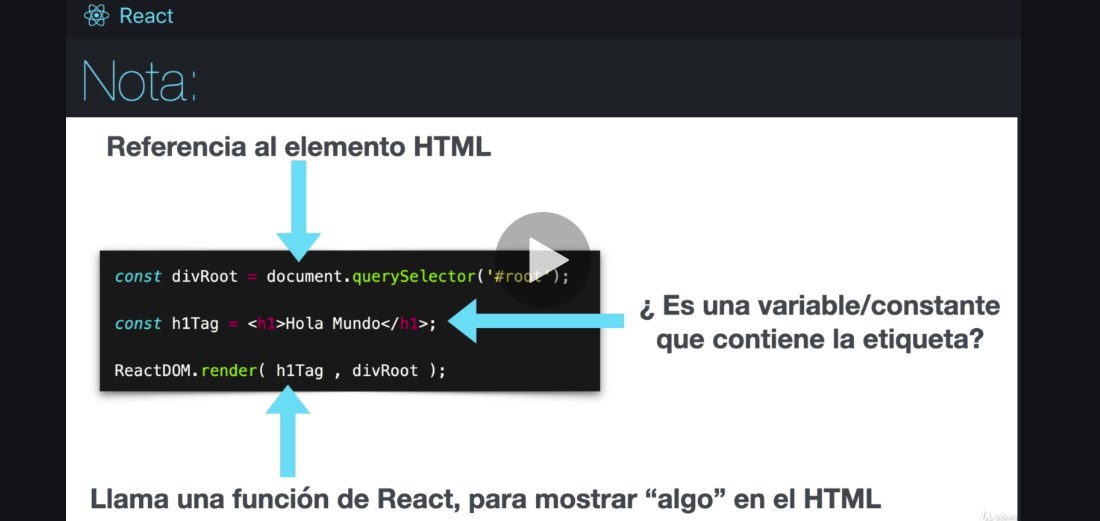 React
Nota:
Referencia al elemento HTML
const divRoot = document.querySelector('#root');
const h1Tag = <h1>Hola Mundo</h1>;
¿ Es una variable/constante
que contiene la etiqueta?
ReactDOM.render( h1Tag , divRoot );
Llama una función de React, para mostrar “algo” en el HTML